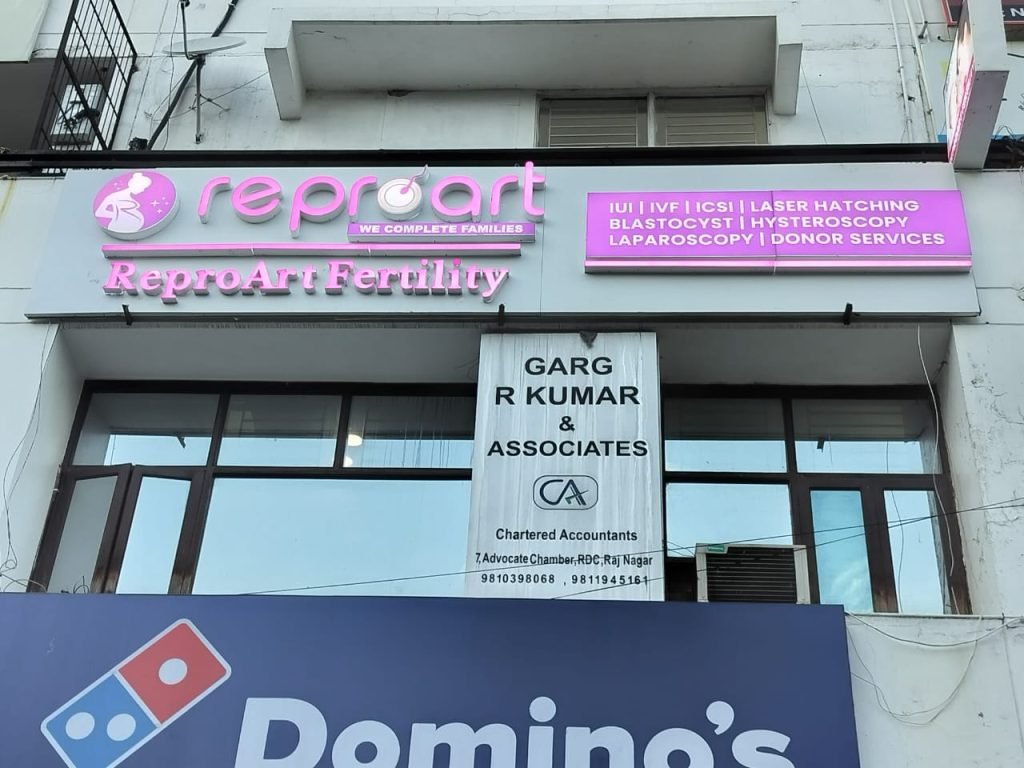 reproart
WE COMPLETE FAMILIES
ReproArt Fertility
IUI | IVF | ICSI | LASER HATCHING
BLASTOCYST | HYSTEROSCOPY
LAPAROSCOPY | DONOR SERVICES
GARG
R KUMAR
&
ASSOCIATES
CA
Chartered Accountants
7,Advocate Chamber,RDC,Raj Nagar
9810398068 , 9811945161
Domino's